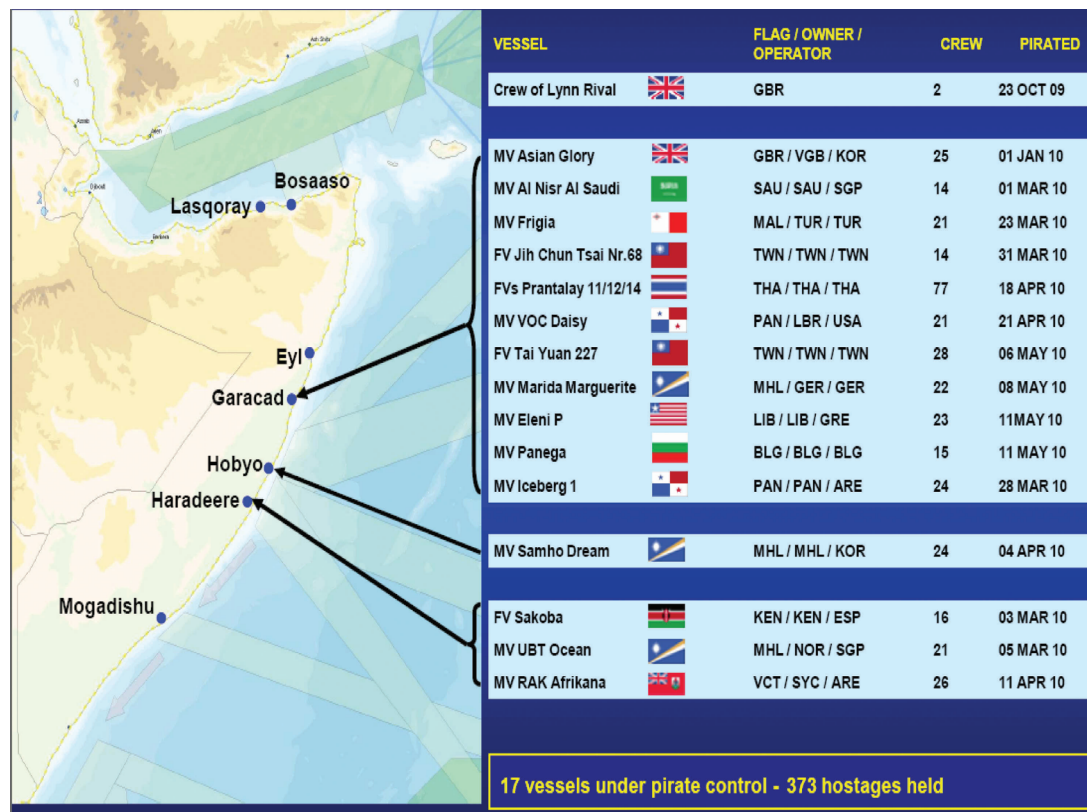 VESSEL FLAG / OWNER / OPERATOR CREW PIRATED
Crew of Lynn Rival GBR 2 23 OCT 09
MV Asian Glory GBR / VGB / KOR 25 01 JAN 10
MV Al Nisr Al Saudi SAU / SAU / SGP 14 01 MAR 10
MV Frigia MAL / TUR / TUR 21 23 MAR 10
FV Jih Chun Tsai Nr.68 TWN / TWN / TWN 14 31 MAR 10
FVs Prantalay 11/12/14 THA / THA / THA 77 18 APR 10
MV VOC Daisy PAN / LBR / USA 21 21 APR 10
FV Tai Yuan 227 TWN / TWN / TWN 28 06 MAY 10
MV Marida Marguerite MHL / GER / GER 22 08 MAY 10
MV Eleni P LIB / LIB / GRE 23 11MAY 10
MV Panega BLG / BLG / BLG 15 11 MAY 10
MV Iceberg 1 PAN / PAN / ARE 24 28 MAR 10
MV Samho Dream MHL / MHL / KOR 24 04 APR 10
FV Sakoba KEN / KEN / ESP 16 03 MAR 10
MV UBT Ocean MHL / NOR / SGP 21 05 MAR 10
MV RAK Afrikana VCT / SYC / ARE 26 11 APR 10
17 vessels under pirate control - 373 hostages held
Aden
Djibouti
Berbera
Bosaaso
Lasqoray
Eyl
Garacad
Hobyo
Haradeere
Mogadishu